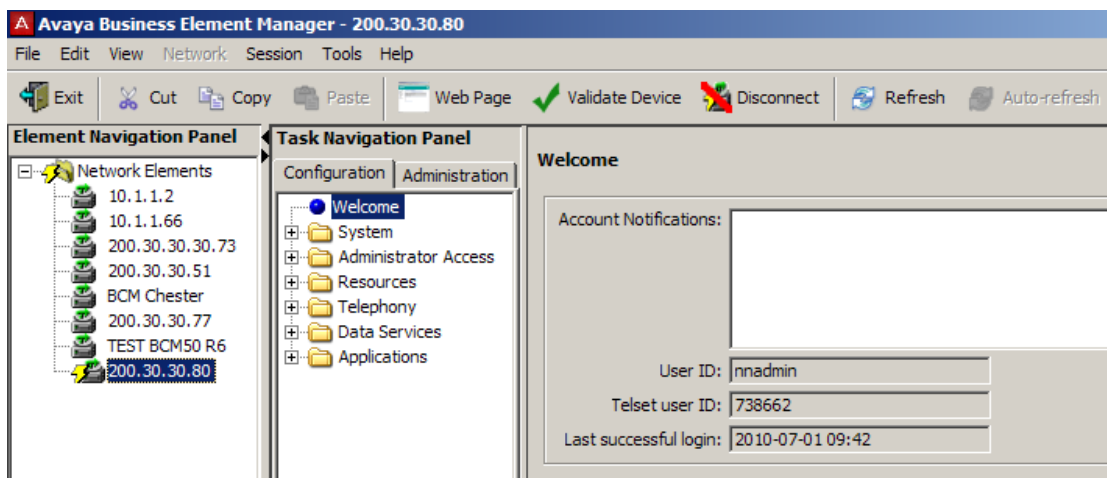 A Avaya Business Element Manager - 200.30.30.80
File Edit View Network Session Tools Help
Exit Cut Copy Paste Web Page Validate Device Disconnect Refresh Auto-refresh
Element Navigation Panel
Network Elements
10.1.1.2
10.1.1.66
200.30.30.30.73
200.30.30.51
BCM Chester
200.30.30.77
TEST BCM50 R6
200.30.30.80
Task Navigation Panel
Configuration Administration
Welcome
System
Administrator Access
Resources
Telephony
Data Services
Applications
Welcome
Account Notifications:
User ID: nnadmin
Telset user ID: 738662
Last successful login: 2010-07-01 09:42